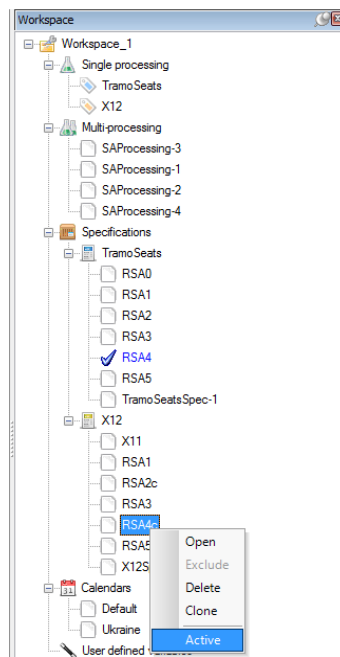 Workspace
Workspace_1
Single processing
TramoSeats
X12
Multi-processing
SAProcessing-3
SAProcessing-1
SAProcessing-2
SAProcessing-4
Specifications
TramoSeats
RSA0
RSA1
RSA2
RSA3
RSA4
RSA5
TramoSeatsSpec-1
X12
X11
RSA1
RSA2c
RSA3
RSA4c
RSA5
Open
X12S
Exclude
Calendars
Delete
Default
Clone
Ukraine
Active
User defined